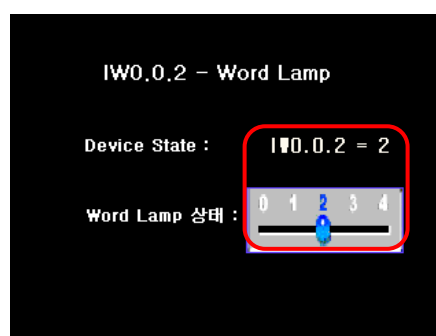 IW0.0.2 - Word Lamp
Device State : IW0.0.2 = 2
Word Lamp 상태 : 0 1 2 3 4